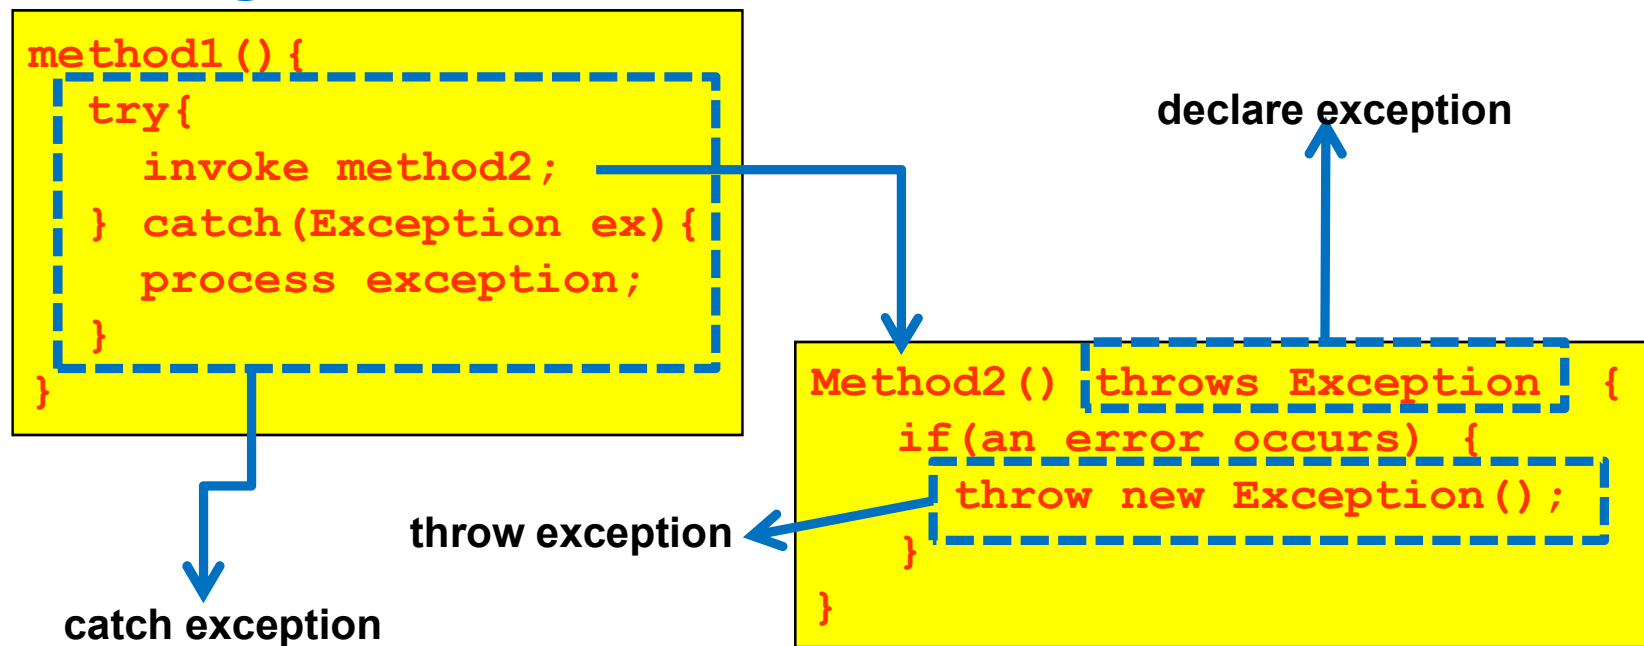 method1(){
try{
invoke method2;
} catch(Exception ex){
process exception;
}
}
declare exception
Method2() throws Exception {
if(an error occurs) {
throw new Exception();
}
}
throw exception
catch exception